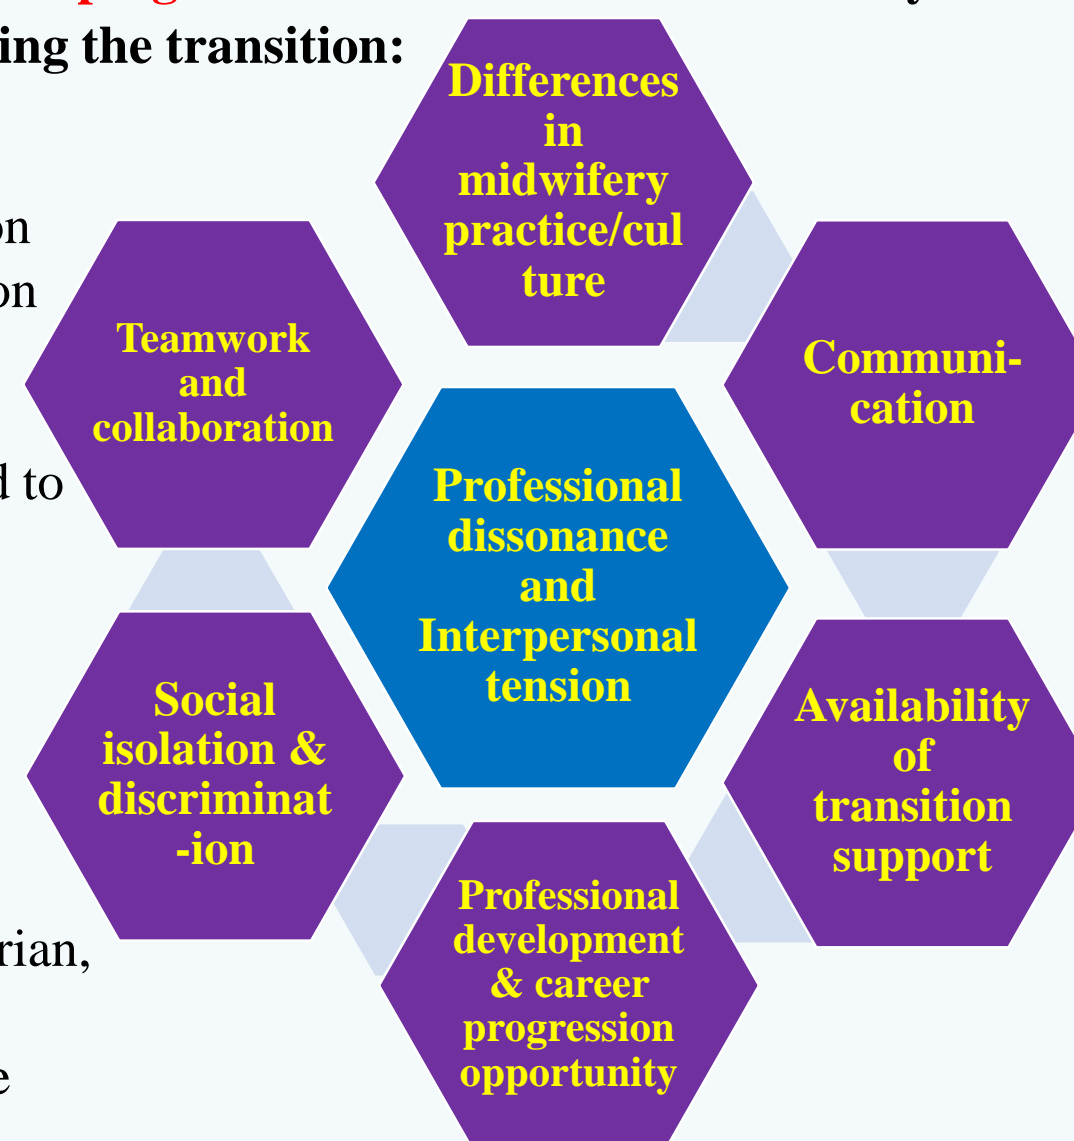 ing the transition:
on
on
d to
rian,
e
Differences
in
midwifery
practice/cul
ture
Communi-
cation
Availability
of
transition
support
Professional
development
& career
progression
opportunity
Social
isolation &
discriminat
-ion
Teamwork
and
collaboration
Professional
dissonance
and
Interpersonal
tension